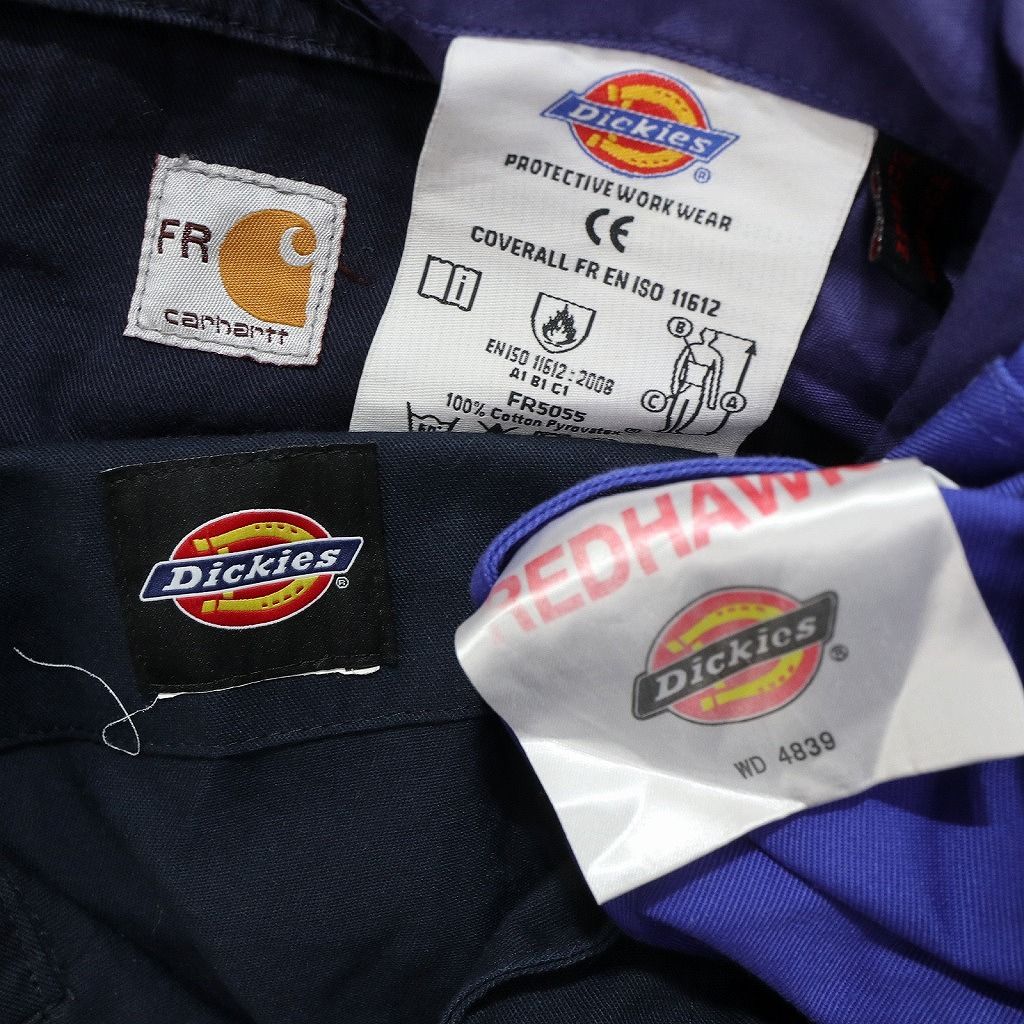 FR
carhartt
Dickies®
PROTECTIVE WORK WEAR
CE
COVERALL FR EN ISO 11612
i
EN ISO 11612 : 2008
A1 B1 C1
B
C
A
FR5055
100% Cotton Pyrovatex®
Dickies®
REDHAWK
Dickies®
WD 4839